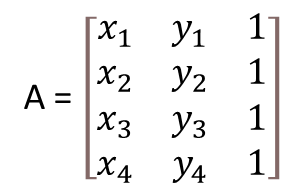 x₁ y₁ 1
x₂ y₂ 1
A = x₃ y₃ 1
x₄ y₄ 1